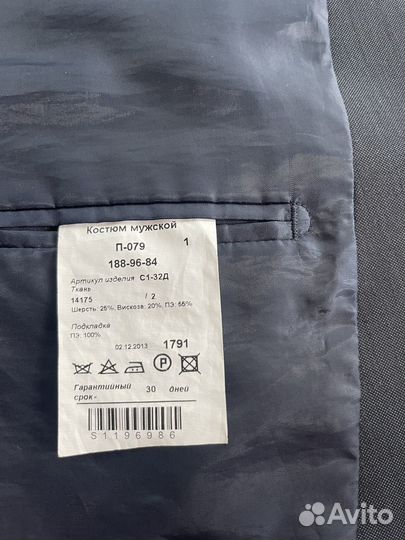 Костюм мужской
П-079 1
188-96-84
Артикул изделия С1-32Д
Ткань
14175 / 2
Шерсть: 25%, Вискоза: 20%, ПЭ: 55%
Подкладка
ПЭ: 100%
02.12.2013 1791
P
Гарантийный 30 дней
срок-
S1196986
Avito